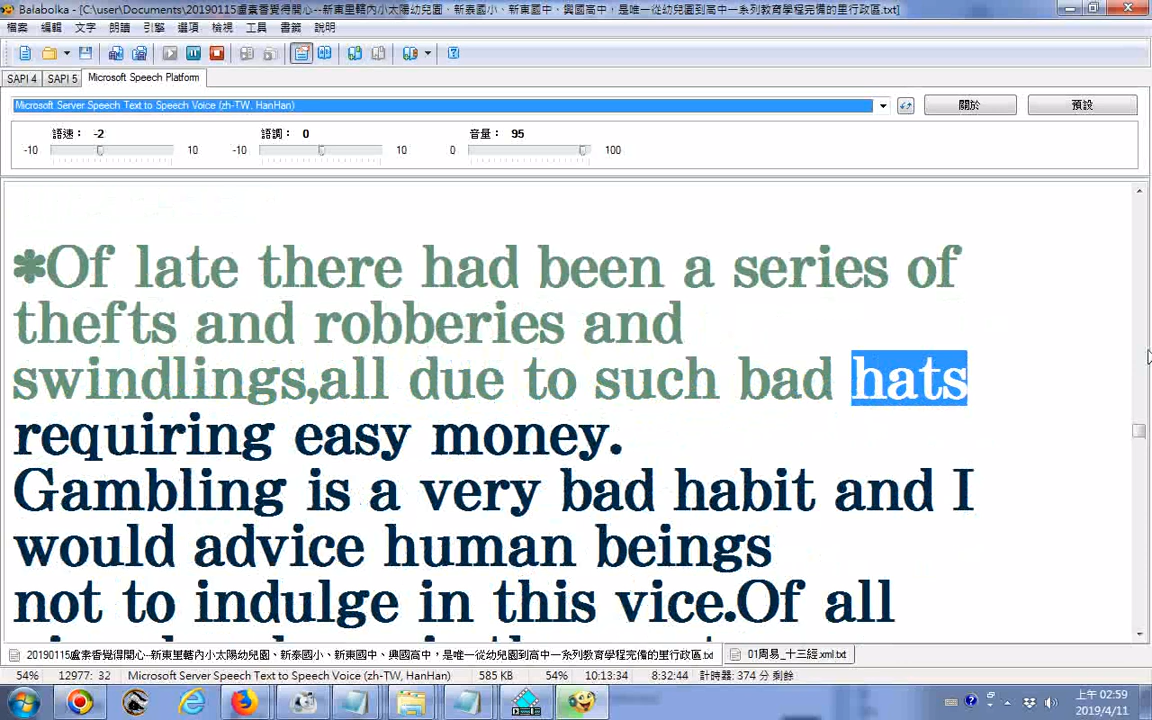 Balabolka - [C:\user\Documents\20190115盧素香覺得開心--新東里轄內小太陽幼兒園、新泰國小、新東國中、興國高中，是唯一從幼兒園到高中一系列教育學程完備的里行政區.txt]
檔案 編輯 文字 朗讀 引擎 選項 檢視 工具 書籤 說明
SAPI 4 SAPI 5 Microsoft Speech Platform
Microsoft Server Speech Text to Speech Voice (zh-TW, HanHan) 關於 預設
語速： -2 語調： 0 音量： 95
-10 10 -10 10 0 100
*Of late there had been a series of
thefts and robberies and
swindlings,all due to such bad hats
requiring easy money.
Gambling is a very bad habit and I
would advice human beings
not to indulge in this vice.Of all
20190115盧素香覺得開心--新東里轄內小太陽幼兒園、新泰國小、新東國中、興國高中，是唯一從幼兒園到高中一系列教育學程完備的里行政區.txt 01周易_十三經.xml.txt
54% 12977: 32 Microsoft Server Speech Text to Speech Voice (zh-TW, HanHan) 585 KB 54% 10:13:34 8:32:44 計時器: 374 分 剩餘
上午 02:59
2019/4/11